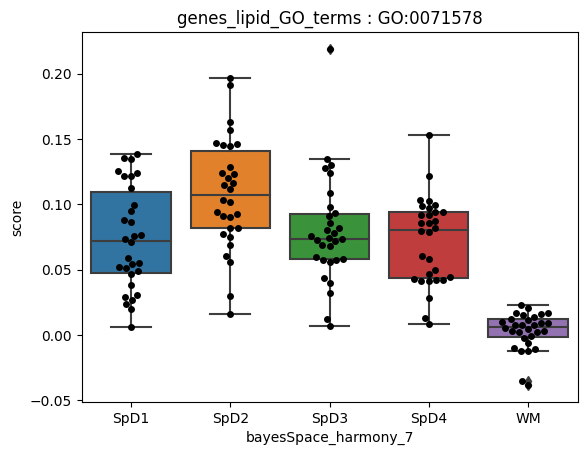 genes_lipid_GO_terms : GO:0071578
score
0.20
0.15
0.10
0.05
0.00
−0.05
SpD1 SpD2 SpD3 SpD4 WM
bayesSpace_harmony_7